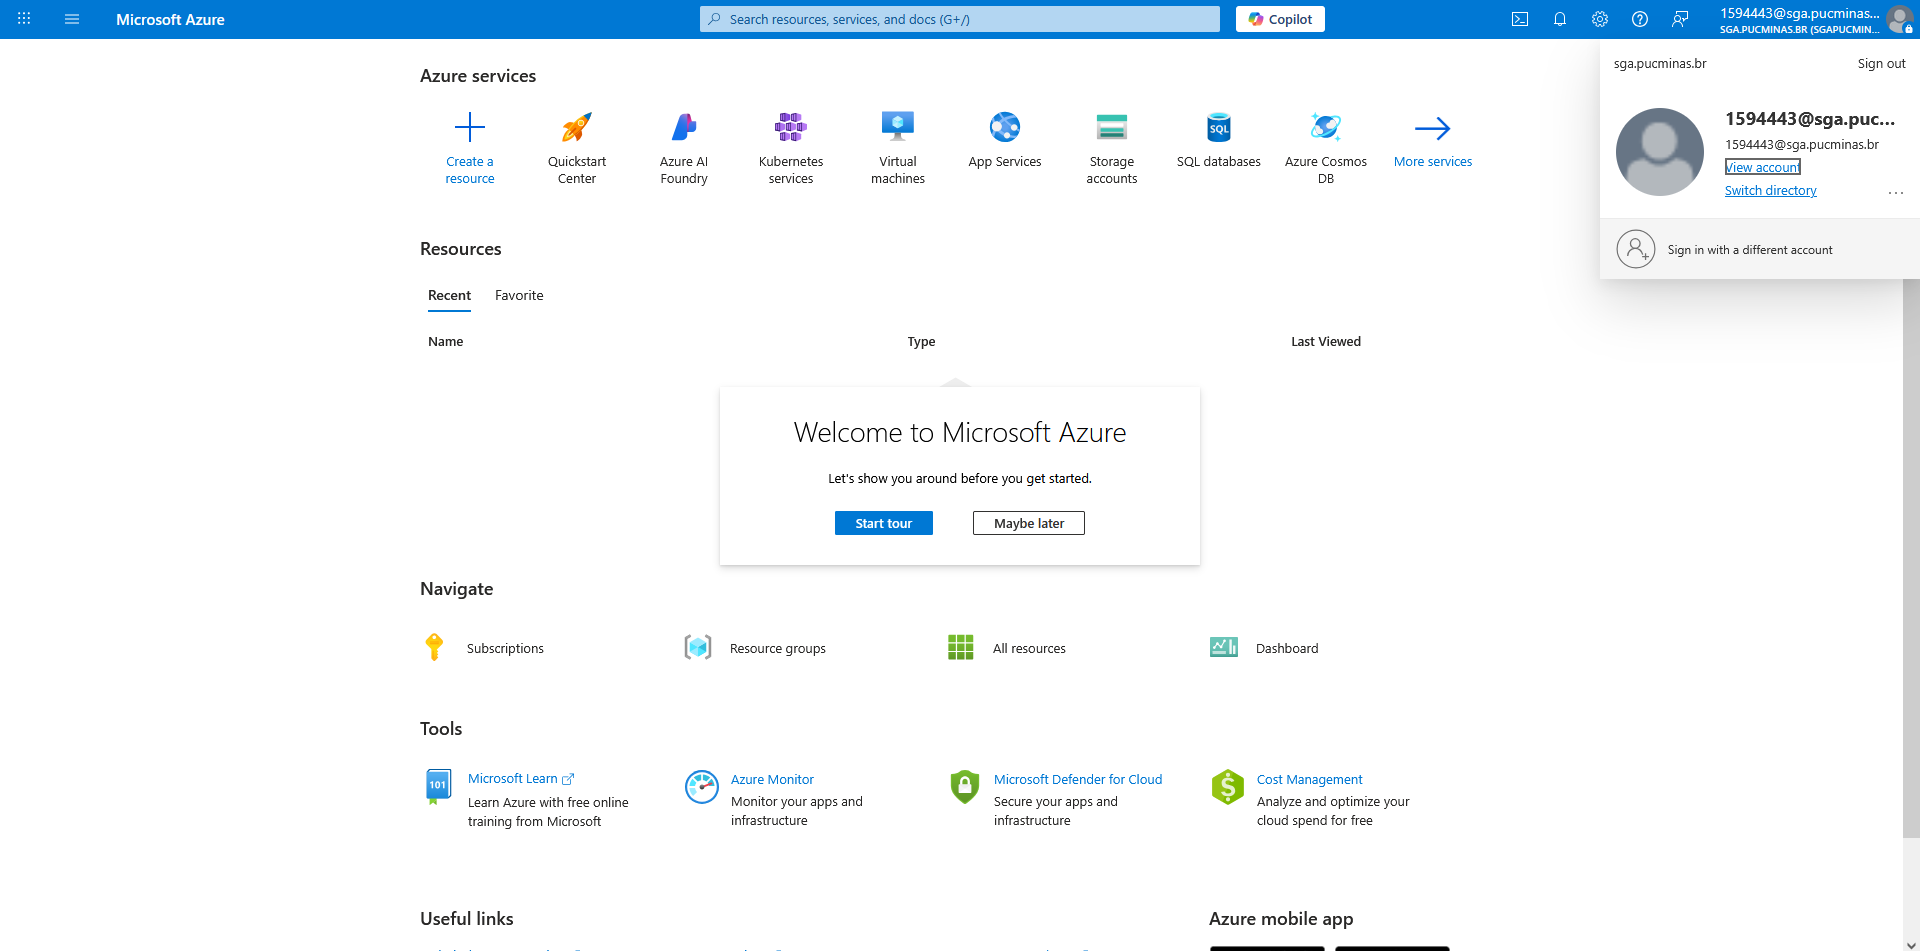 Microsoft Azure
Search resources, services, and docs (G+/)
Copilot
1594443@sga.pucminas...
SGA.PUCMINAS.BR (SGAPUCMIN...
sga.pucminas.br
Sign out
1594443@sga.puc...
1594443@sga.pucminas.br
View account
Switch directory
...
Sign in with a different account
Azure services
Create a
resource
Quickstart
Center
Azure AI
Foundry
Kubernetes
services
Virtual
machines
App Services
Storage
accounts
SQL
SQL databases
Azure Cosmos
DB
More services
Resources
Recent
Favorite
Name
Type
Last Viewed
Welcome to Microsoft Azure
Let's show you around before you get started.
Start tour
Maybe later
Navigate
Subscriptions
Resource groups
All resources
Dashboard
Tools
101
Microsoft Learn
Learn Azure with free online
training from Microsoft
Azure Monitor
Monitor your apps and
infrastructure
Microsoft Defender for Cloud
Secure your apps and
infrastructure
$
Cost Management
Analyze and optimize your
cloud spend for free
Useful links
Azure mobile app